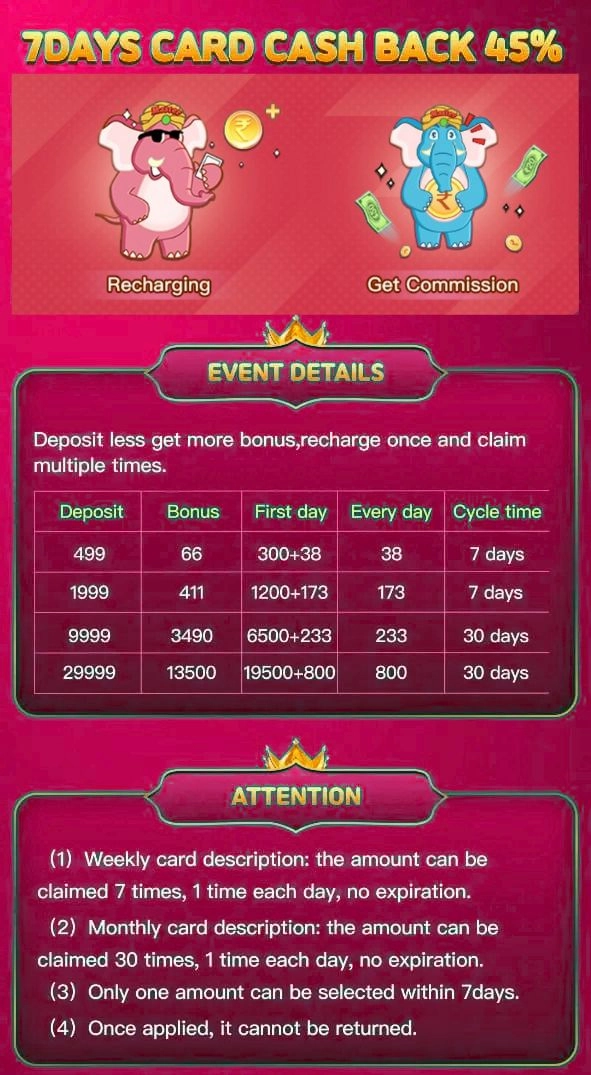 7DAYS CARD CASH BACK 45%
Master
Master
Recharging
Get Commission
EVENT DETAILS
Deposit less get more bonus,recharge once and claim
multiple times.
Deposit Bonus First day Every day Cycle time
499 66 300+38 38 7 days
1999 411 1200+173 173 7 days
9999 3490 6500+233 233 30 days
29999 13500 19500+800 800 30 days
ATTENTION
(1) Weekly card description: the amount can be
claimed 7 times, 1 time each day, no expiration.
(2) Monthly card description: the amount can be
claimed 30 times, 1 time each day, no expiration.
(3) Only one amount can be selected within 7days.
(4) Once applied, it cannot be returned.